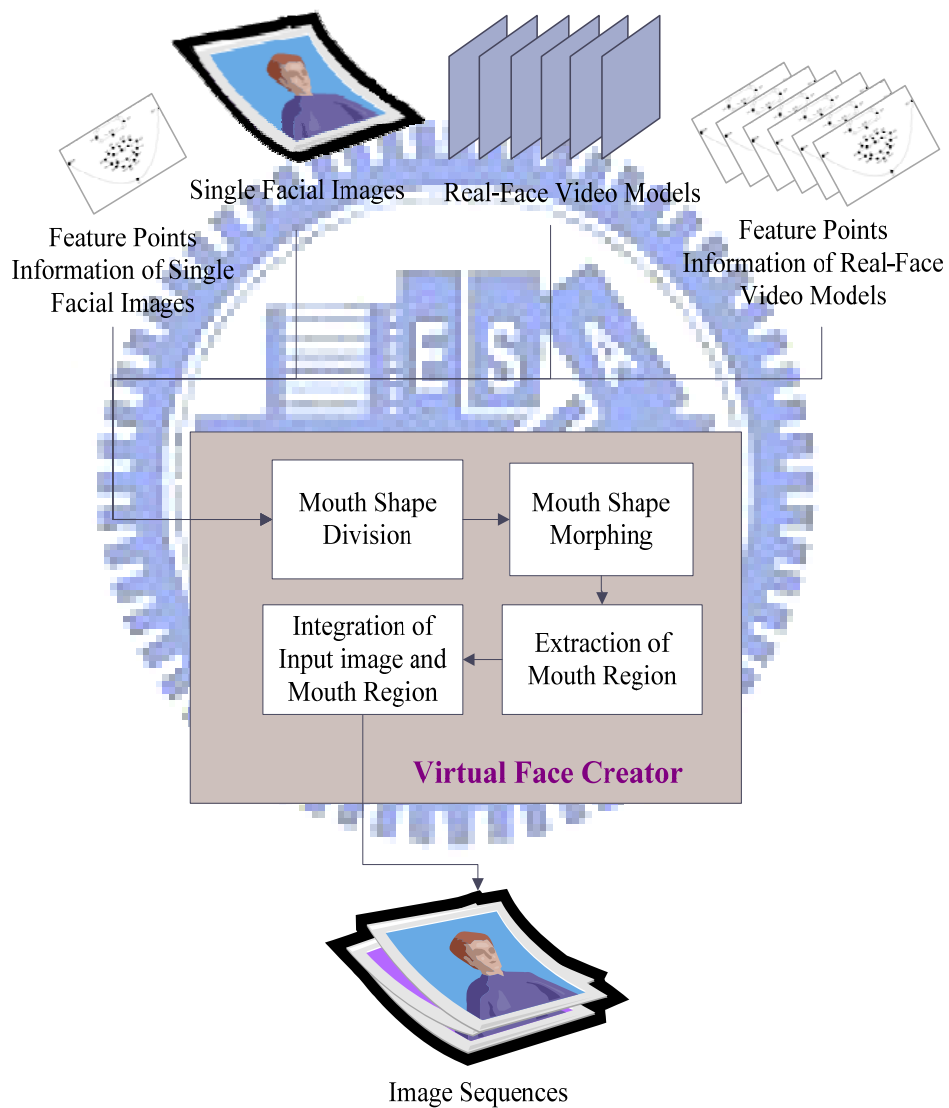 Single Facial Images
Real-Face Video Models
Feature Points
Information of Single
Facial Images
Feature Points
Information of Real-Face
Video Models
E
S
A
Mouth Shape
Division
Mouth Shape
Morphing
Integration of
Input image and
Mouth Region
Extraction of
Mouth Region
Virtual Face Creator
Image Sequences